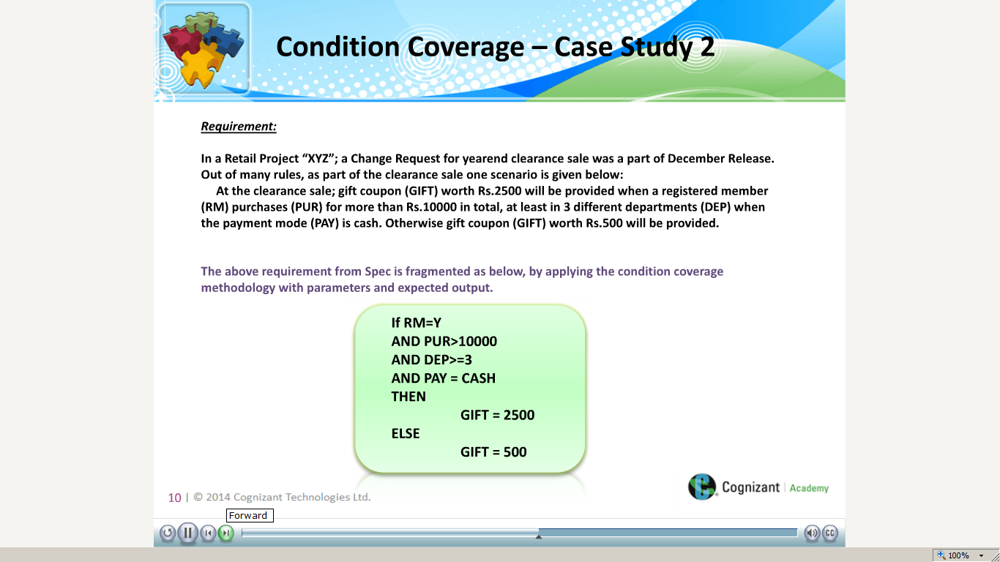 Condition Coverage – Case Study 2
Requirement:
In a Retail Project “XYZ”; a Change Request for yearend clearance sale was a part of December Release.
Out of many rules, as part of the clearance sale one scenario is given below:
At the clearance sale; gift coupon (GIFT) worth Rs.2500 will be provided when a registered member
(RM) purchases (PUR) for more than Rs.10000 in total, at least in 3 different departments (DEP) when
the payment mode (PAY) is cash. Otherwise gift coupon (GIFT) worth Rs.500 will be provided.
The above requirement from Spec is fragmented as below, by applying the condition coverage
methodology with parameters and expected output.
If RM=Y
AND PUR>10000
AND DEP>=3
AND PAY = CASH
THEN
GIFT = 2500
ELSE
GIFT = 500
Cognizant | Academy
10 | © 2014 Cognizant Technologies Ltd.
Forward
CC
100%